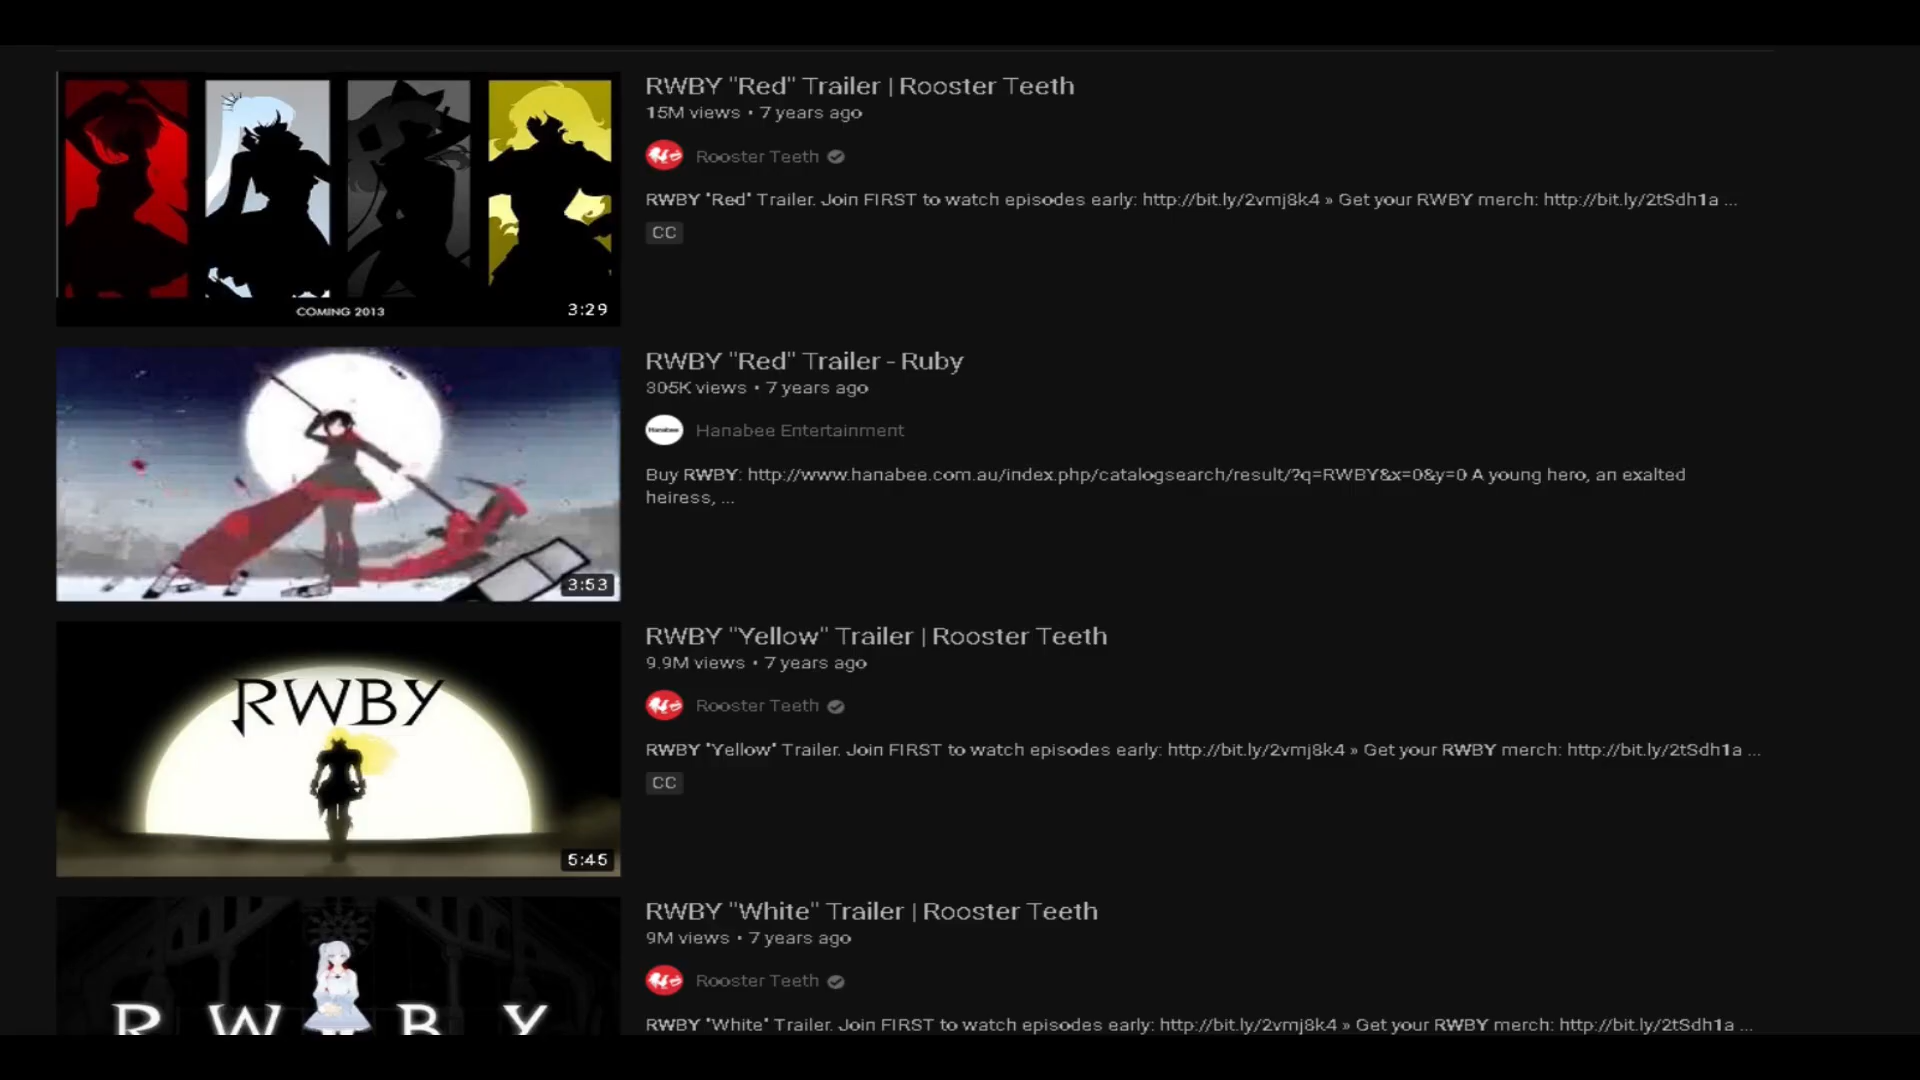 COMING 2013
3:29
RWBY "Red" Trailer | Rooster Teeth
15M views • 7 years ago
Rooster Teeth
RWBY "Red" Trailer. Join FIRST to watch episodes early: http://bit.ly/2vmj8k4 » Get your RWBY merch: http://bit.ly/2tSdh1a ...
CC
3:53
RWBY "Red" Trailer - Ruby
305K views • 7 years ago
Hanabee
Hanabee Entertainment
Buy RWBY: http://www.hanabee.com.au/index.php/catalogsearch/result/?q=RWBY&x=0&y=0 A young hero, an exalted
heiress, ...
RWBY
5:45
RWBY "Yellow" Trailer | Rooster Teeth
9.9M views • 7 years ago
Rooster Teeth
RWBY "Yellow" Trailer. Join FIRST to watch episodes early: http://bit.ly/2vmj8k4 » Get your RWBY merch: http://bit.ly/2tSdh1a ...
CC
RWBY
RWBY "White" Trailer | Rooster Teeth
9M views • 7 years ago
Rooster Teeth
RWBY "White" Trailer. Join FIRST to watch episodes early: http://bit.ly/2vmj8k4 » Get your RWBY merch: http://bit.ly/2tSdh1a ...